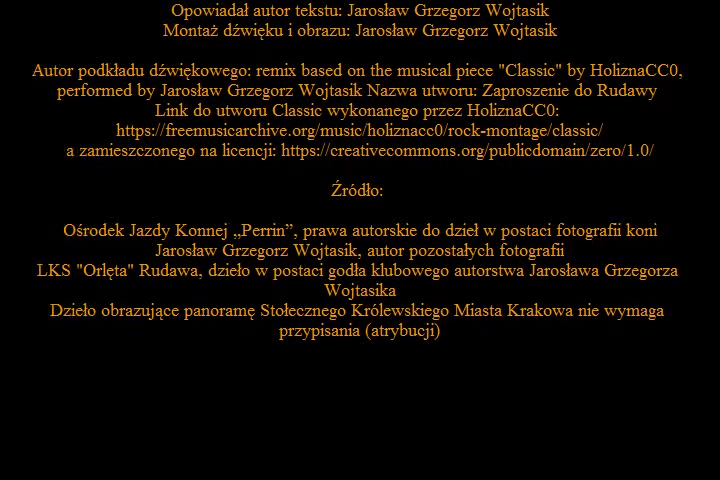 Opowiadał autor tekstu: Jarosław Grzegorz Wojtasik
Montaż dźwięku i obrazu: Jarosław Grzegorz Wojtasik
Autor podkładu dźwiękowego: remix based on the musical piece "Classic" by HoliznaCC0,
performed by Jarosław Grzegorz Wojtasik Nazwa utworu: Zaproszenie do Rudawy
Link do utworu Classic wykonanego przez HoliznaCC0:
https://freemusicarchive.org/music/holiznacc0/rock-montage/classic/
a zamieszczonego na licencji: https://creativecommons.org/publicdomain/zero/1.0/
Źródło:
Ośrodek Jazdy Konnej „Perrin”, prawa autorskie do dzieł w postaci fotografii koni
Jarosław Grzegorz Wojtasik, autor pozostałych fotografii
LKS "Orlęta" Rudawa, dzieło w postaci godła klubowego autorstwa Jarosława Grzegorza
Wojtasika
Dzieło obrazujące panoramę Stołecznego Królewskiego Miasta Krakowa nie wymaga
przypisania (atrybucji)